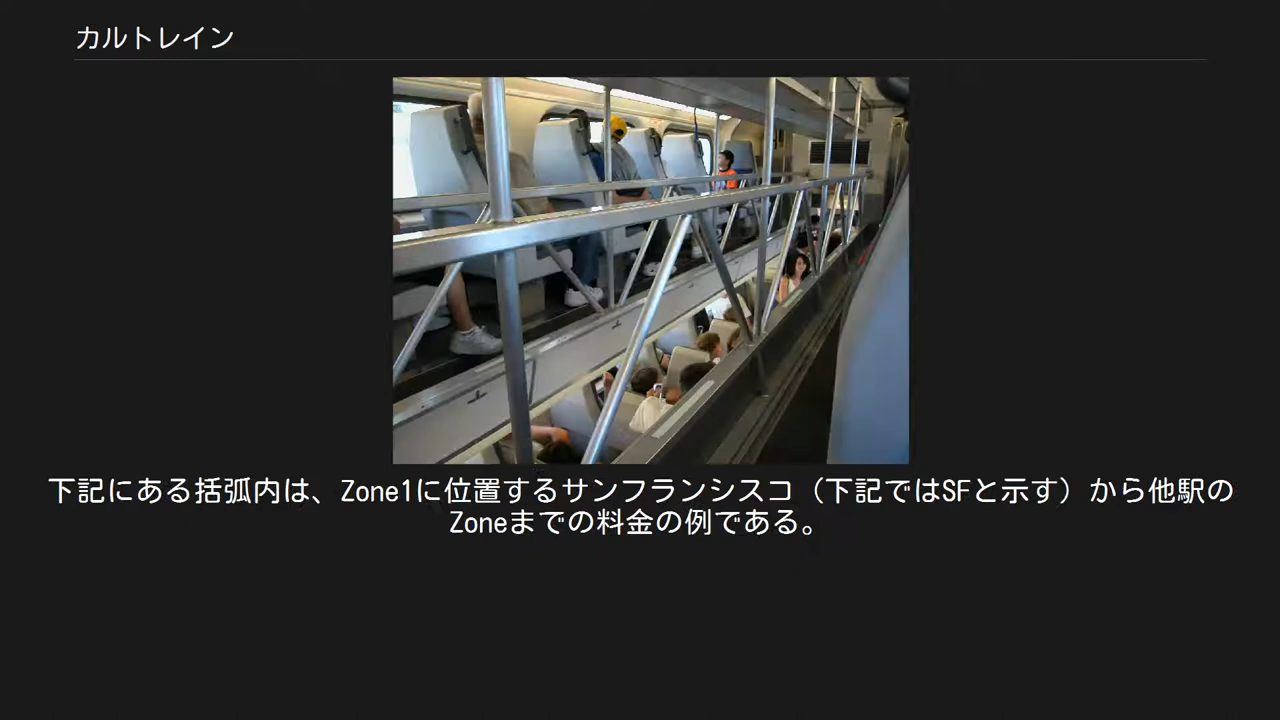 カルトレイン
下記にある括弧内は、Zone1に位置するサンフランシスコ（下記ではSFと示す）から他駅の
Zoneまでの料金の例である。